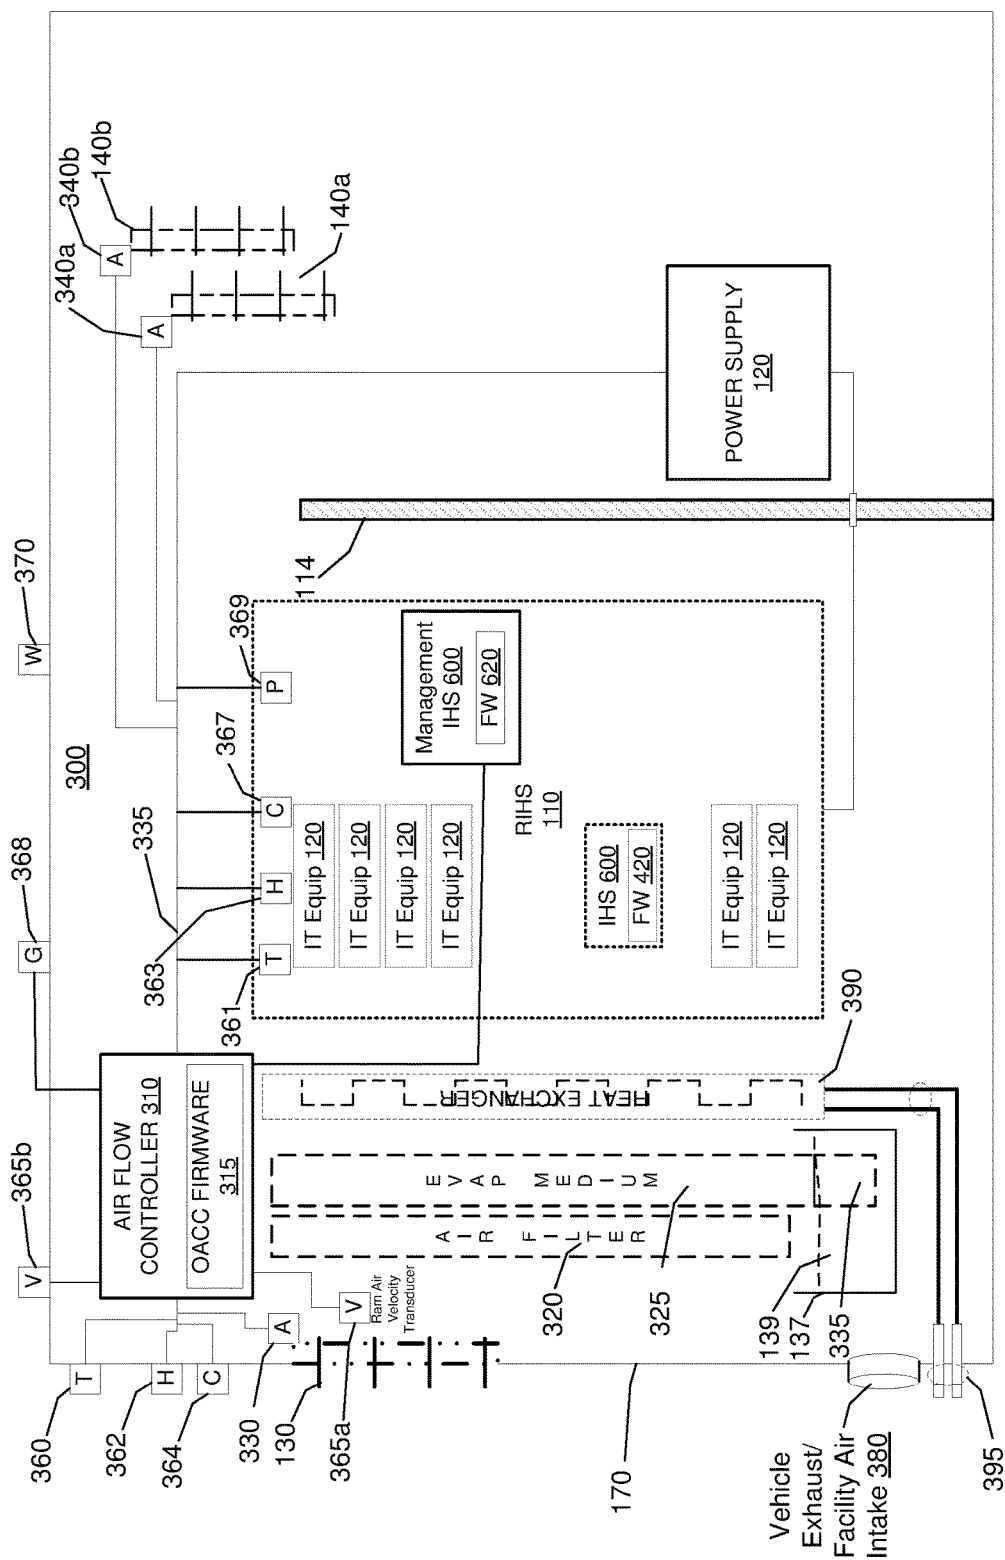 365b
V
368
G
300
370
W
340b
A
140b
340a
A
140a
AIR FLOW
CONTROLLER 310
OACC FIRMWARE
315
335
363
361
T
H
367
C
369
P
114
360
T
362
H
364
C
330
A
130
365a
V
Ram Air
Velocity
Transducer
AIR FILTER
320
EVAP MEDIUM
325
HEAT EXCHANGER
390
IT Equip 120
IT Equip 120
IT Equip 120
IT Equip 120
Management
IHS 600
FW 620
RIHS
110
IHS 600
FW 420
IT Equip 120
IT Equip 120
POWER SUPPLY
120
170
139
137
335
Vehicle
Exhaust/
Facility Air
Intake 380
395